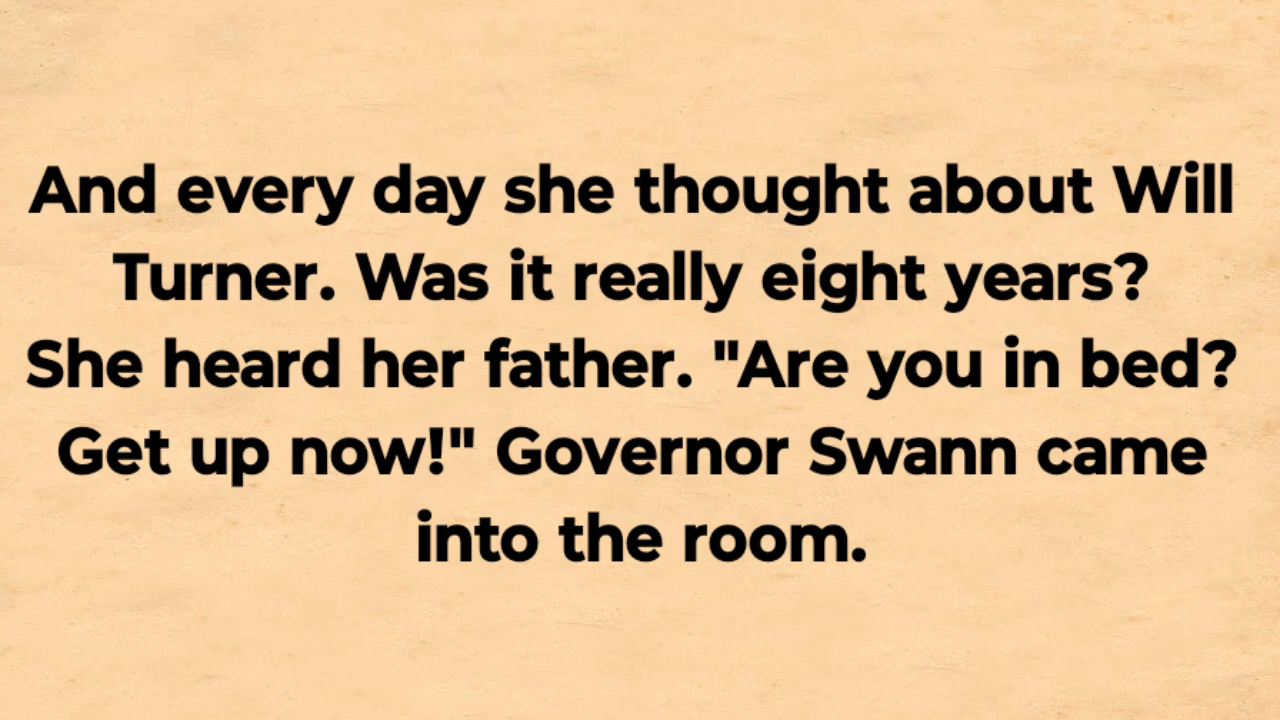 And every day she thought about Will
Turner. Was it really eight years?
She heard her father. "Are you in bed?
Get up now!" Governor Swann came
into the room.